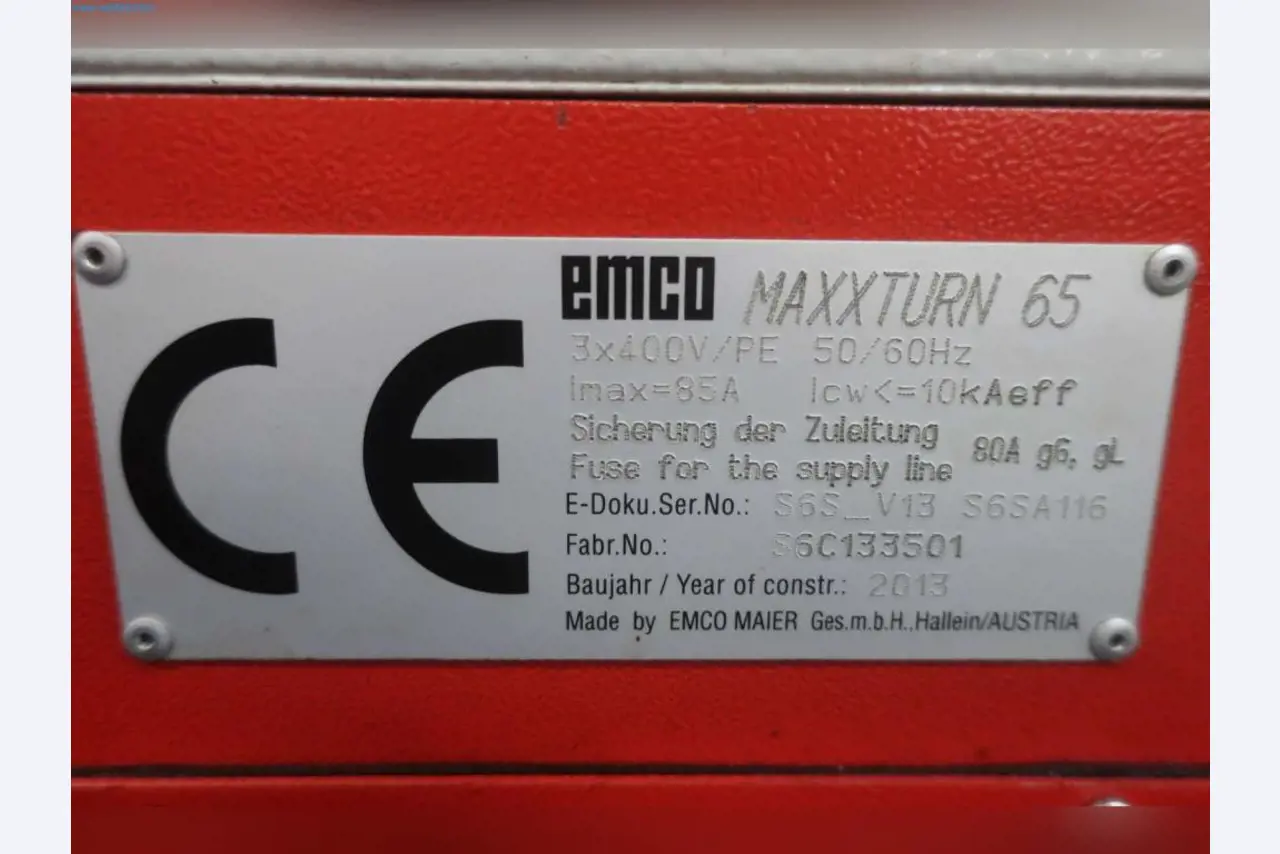 CE
emco MAXXTURN 65
3x400V/PE 50/60Hz
Imax=85A Icw<=10kAeff
Sicherung der Zuleitung
Fuse for the supply line
80A gG, gL
E-Doku.Ser.No.: S6S_V13 S6SA116
Fabr.No.: S6C133501
Baujahr / Year of constr.: 2013
Made by EMCO MAIER Ges.m.b.H., Hallein/AUSTRIA